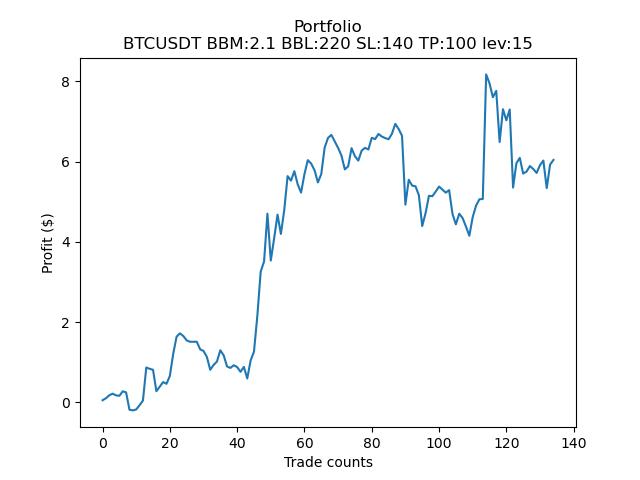 Portfolio
BTCUSDT BBM:2.1 BBL:220 SL:140 TP:100 lev:15
8
6
4
2
0
Profit ($)
0 20 40 60 80 100 120 140
Trade counts